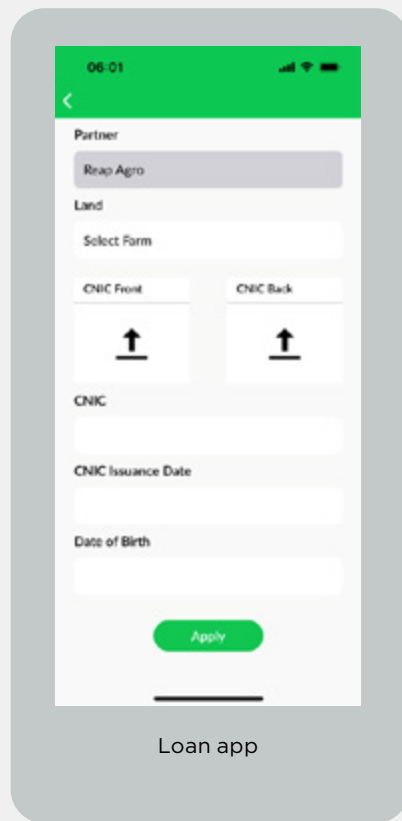 06:01
Partner
Reap Agro
Land
Select Farm
CNIC Front CNIC Back
CNIC
CNIC Issuance Date
Date of Birth
Apply
Loan app